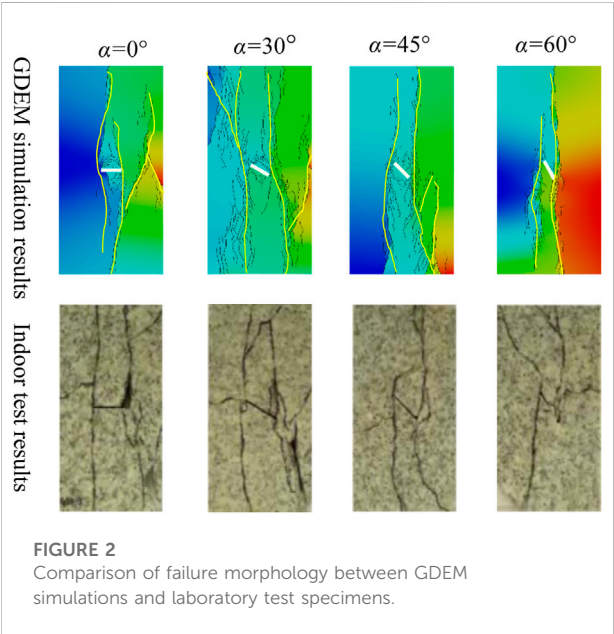 α=0°
α=30°
α=45°
α=60°
GDEM simulation results
Indoor test results
FIGURE 2
Comparison of failure morphology between GDEM
simulations and laboratory test specimens.